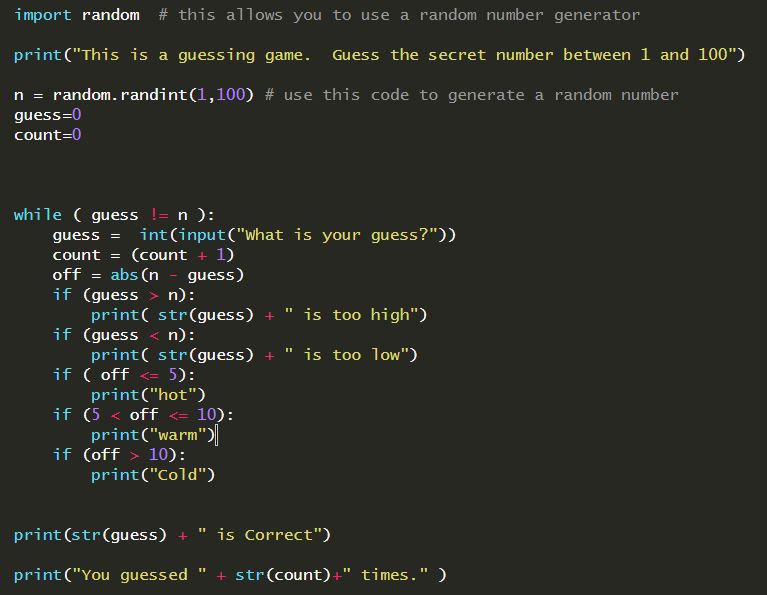 import random  # this allows you to use a random number generator
print("This is a guessing game.  Guess the secret number between 1 and 100")
n = random.randint(1,100) # use this code to generate a random number
guess=0
count=0
while ( guess != n ):
    guess =  int(input("What is your guess?"))
    count = (count + 1)
    off = abs(n - guess)
    if (guess > n):
        print( str(guess) + " is too high")
    if (guess < n):
        print( str(guess) + " is too low")
    if ( off <= 5):
        print("hot")
    if (5 < off <= 10):
        print("warm")
    if (off > 10):
        print("Cold")
print(str(guess) + " is Correct")
print("You guessed " + str(count)+" times." )